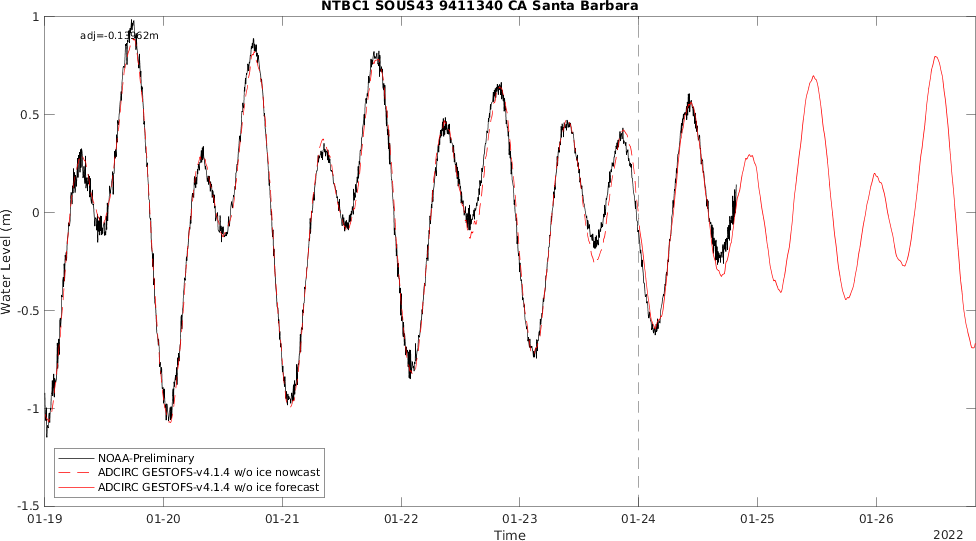 NTBC1 SOUS43 9411340 CA Santa Barbara
1
adj=-0.13962m
0.5
0
Water Level (m)
-0.5
-1
NOAA-Preliminary
ADCIRC GESTOFS-v4.1.4 w/o ice nowcast
ADCIRC GESTOFS-v4.1.4 w/o ice forecast
-1.5
01-19 01-20 01-21 01-22 01-23 01-24 01-25 01-26
Time
2022